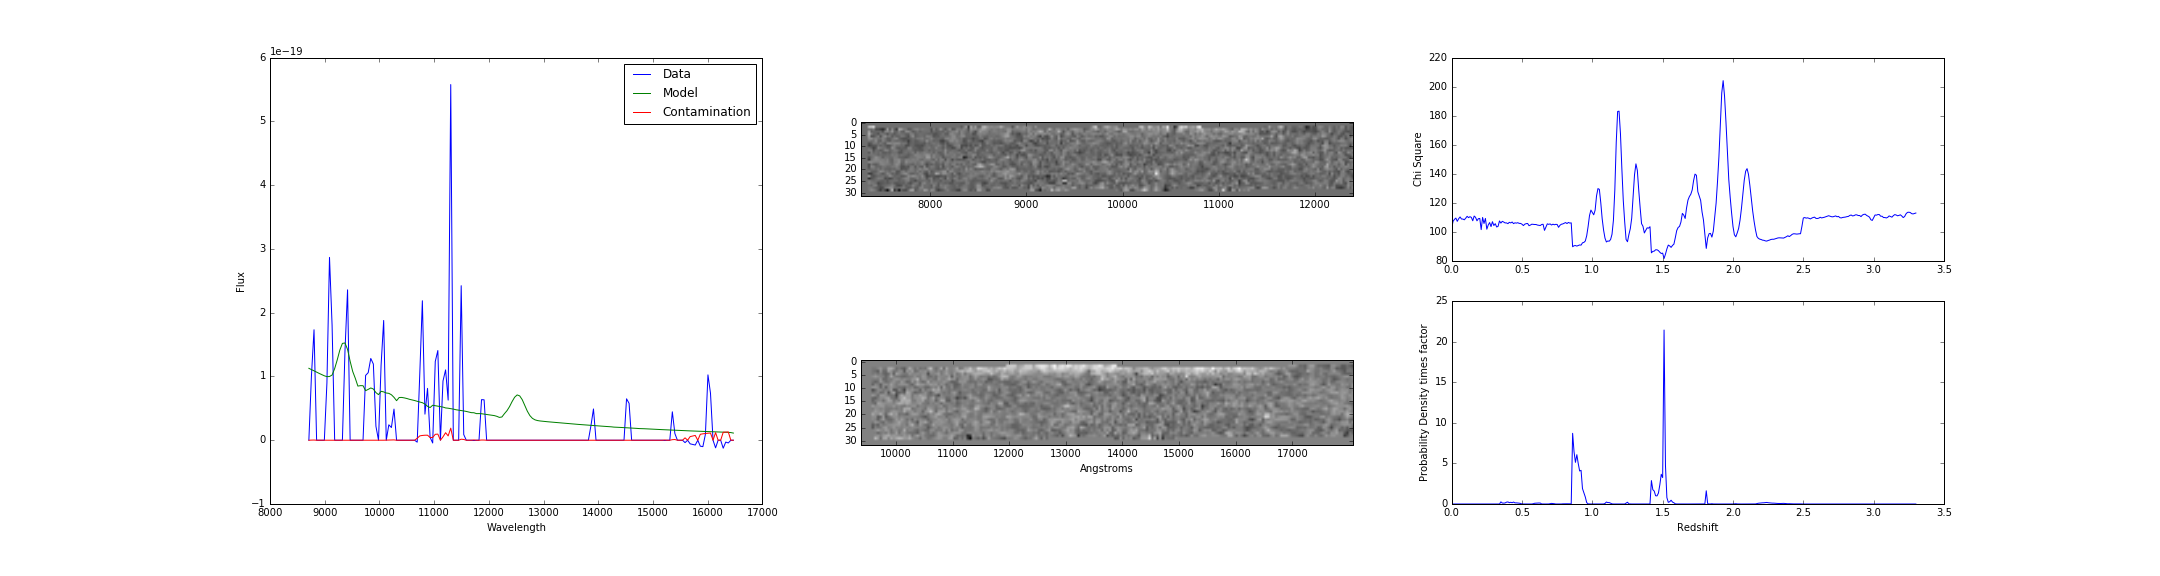 1e−19
6
5
4
3
2
1
0
−1
8000 9000 10000 11000 12000 13000 14000 15000 16000 17000
Wavelength
Flux
Data
Model
Contamination
0
5
10
15
20
25
30
8000 9000 10000 11000 12000
0
5
10
15
20
25
30
10000 11000 12000 13000 14000 15000 16000 17000
Angstroms
220
200
180
160
140
120
100
80
0.0 0.5 1.0 1.5 2.0 2.5 3.0 3.5
Chi Square
25
20
15
10
5
0
0.0 0.5 1.0 1.5 2.0 2.5 3.0 3.5
Redshift
Probability Density times factor